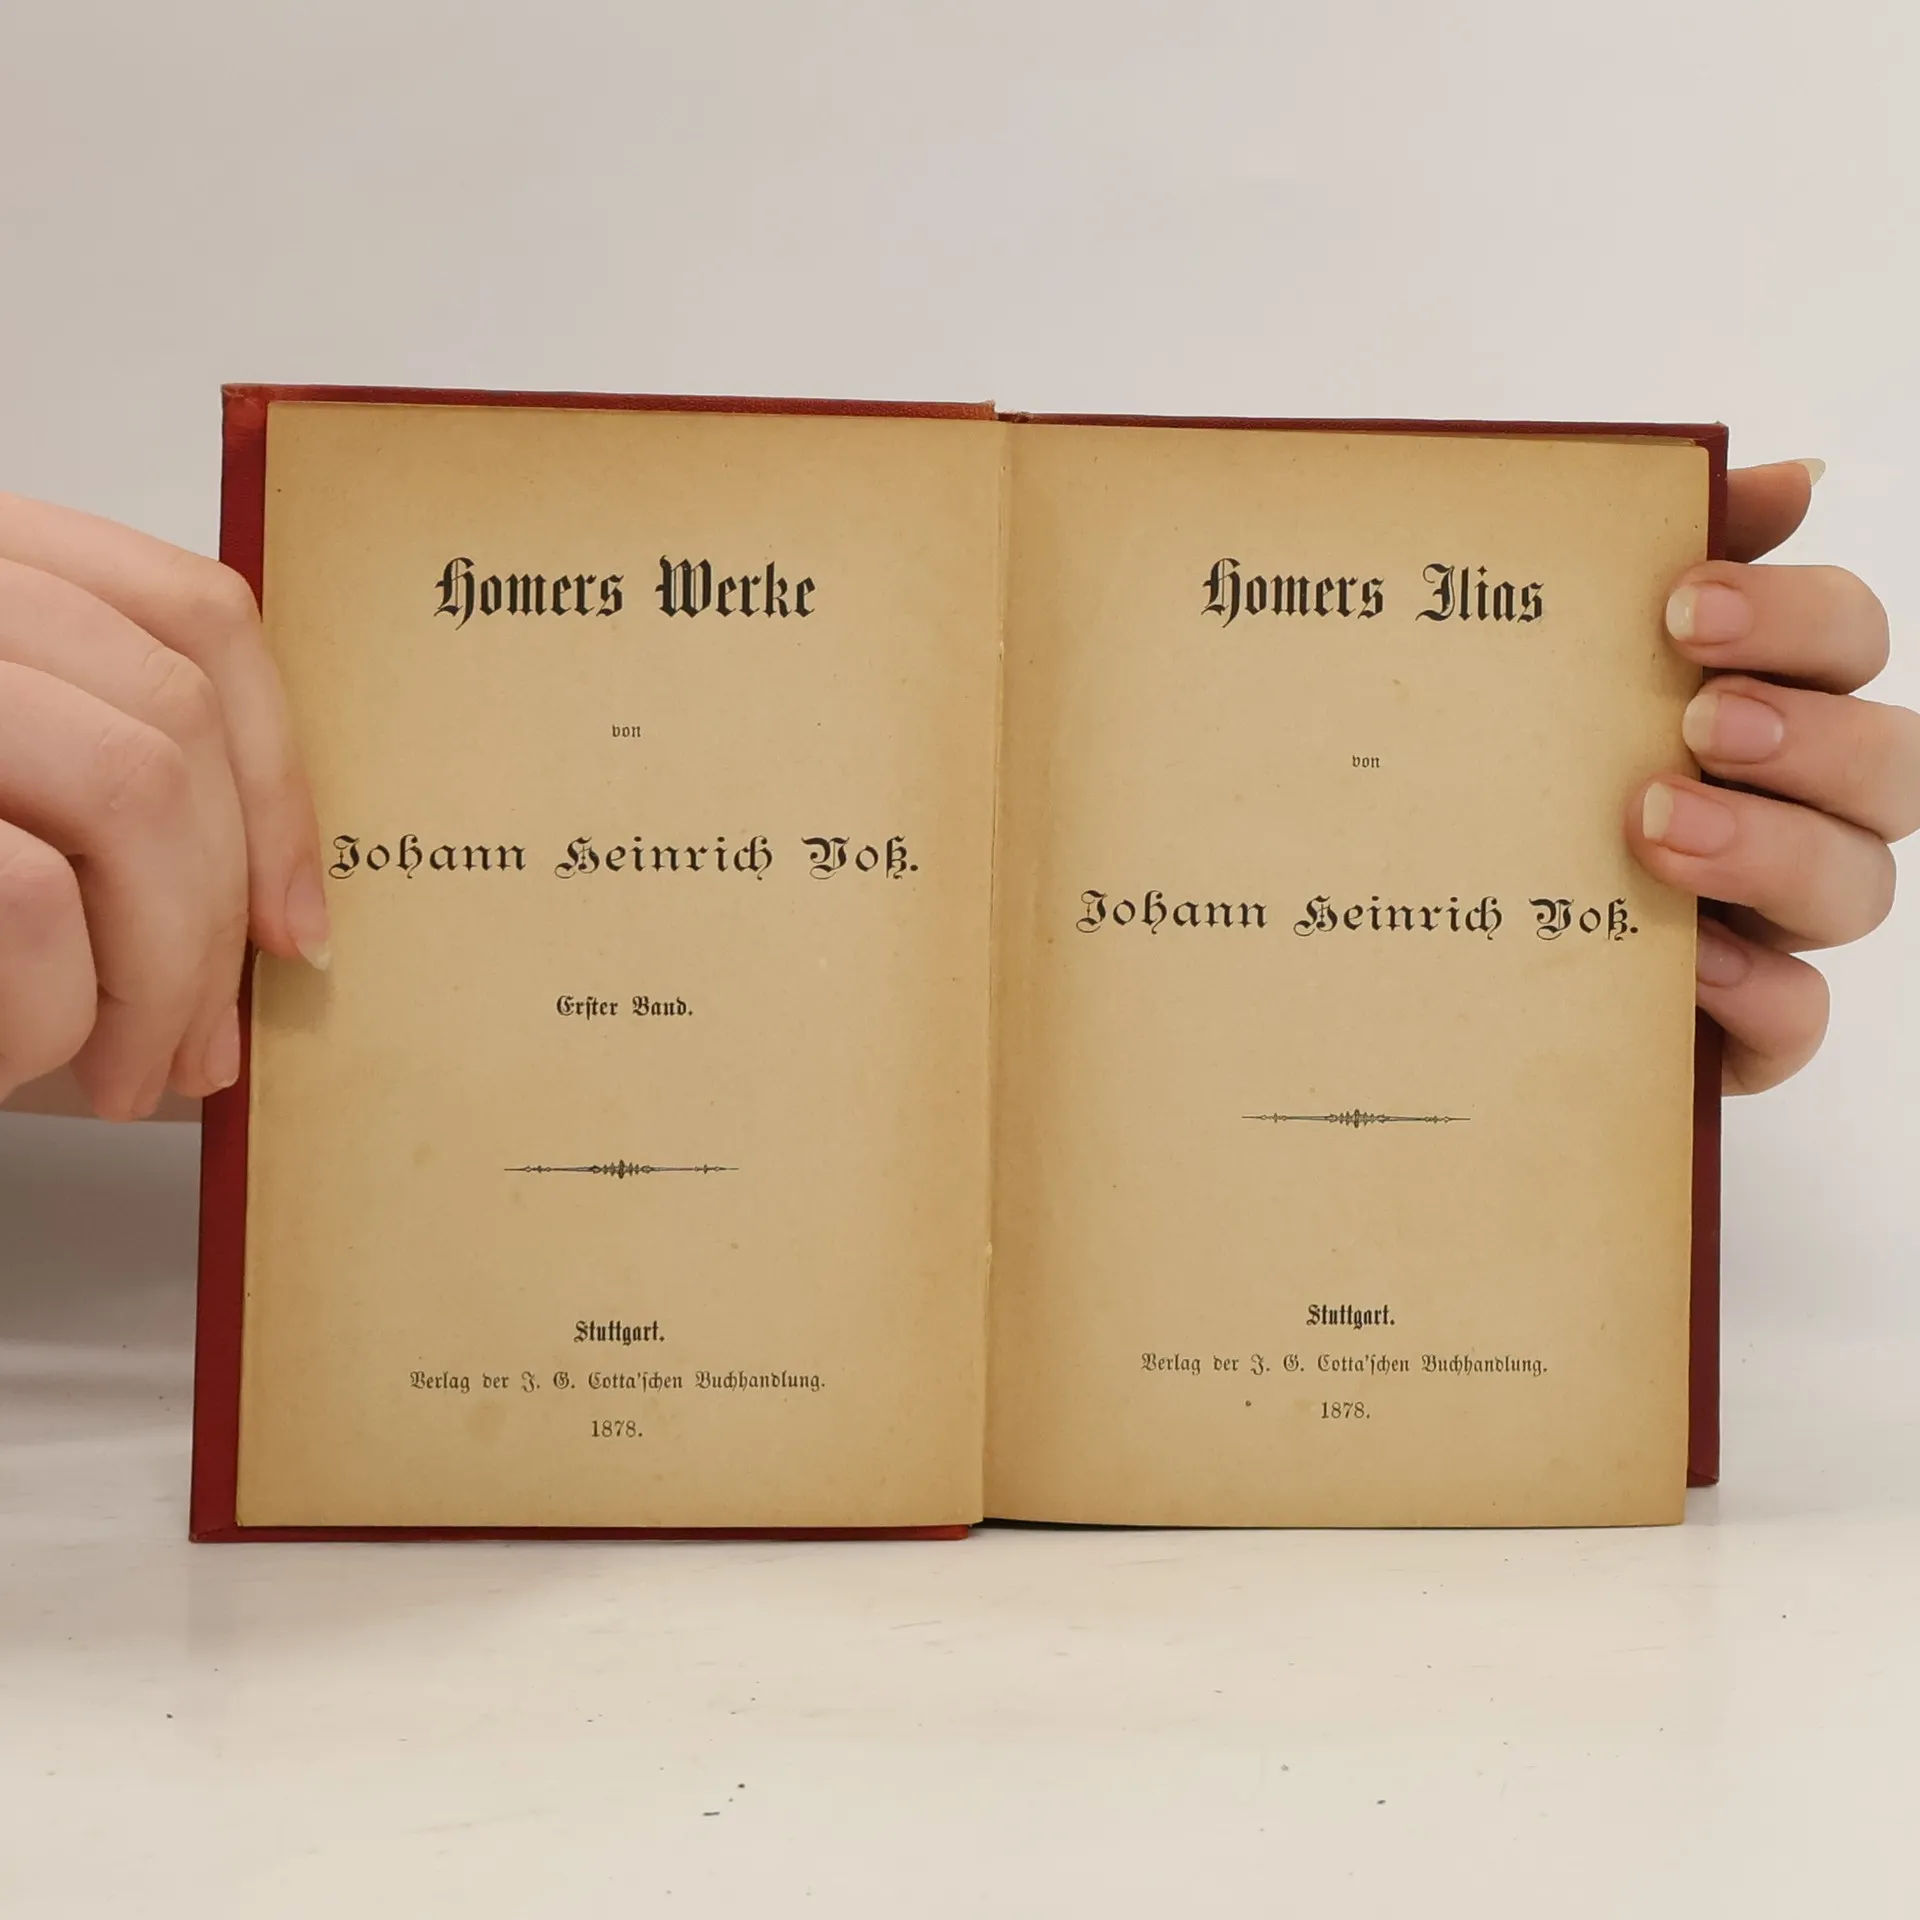 Homers Werke
von
Johann Heinrich Voß.
Erster Band.
Stuttgart.
Verlag der J. G. Cotta'schen Buchhandlung.
1878.
Homers Ilias
von
Johann Heinrich Voß.
Stuttgart.
Verlag der J. G. Cotta'schen Buchhandlung.
1878.